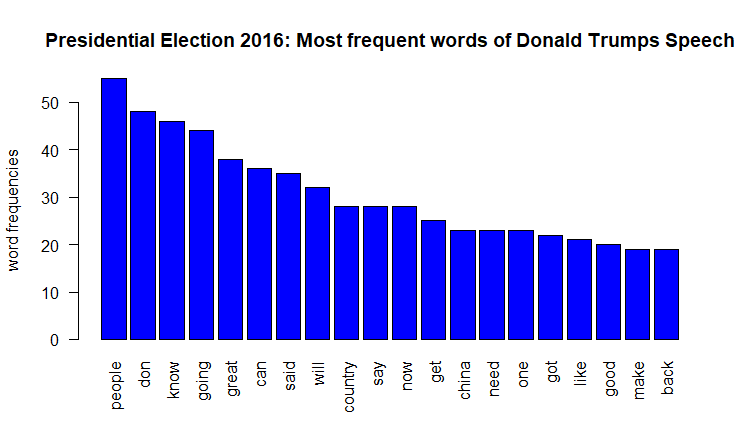 Presidential Election 2016: Most frequent words of Donald Trumps Speech
word frequencies
50
40
30
20
10
0
people
don
know
going
great
can
said
will
country
say
now
get
china
need
one
got
like
good
make
back